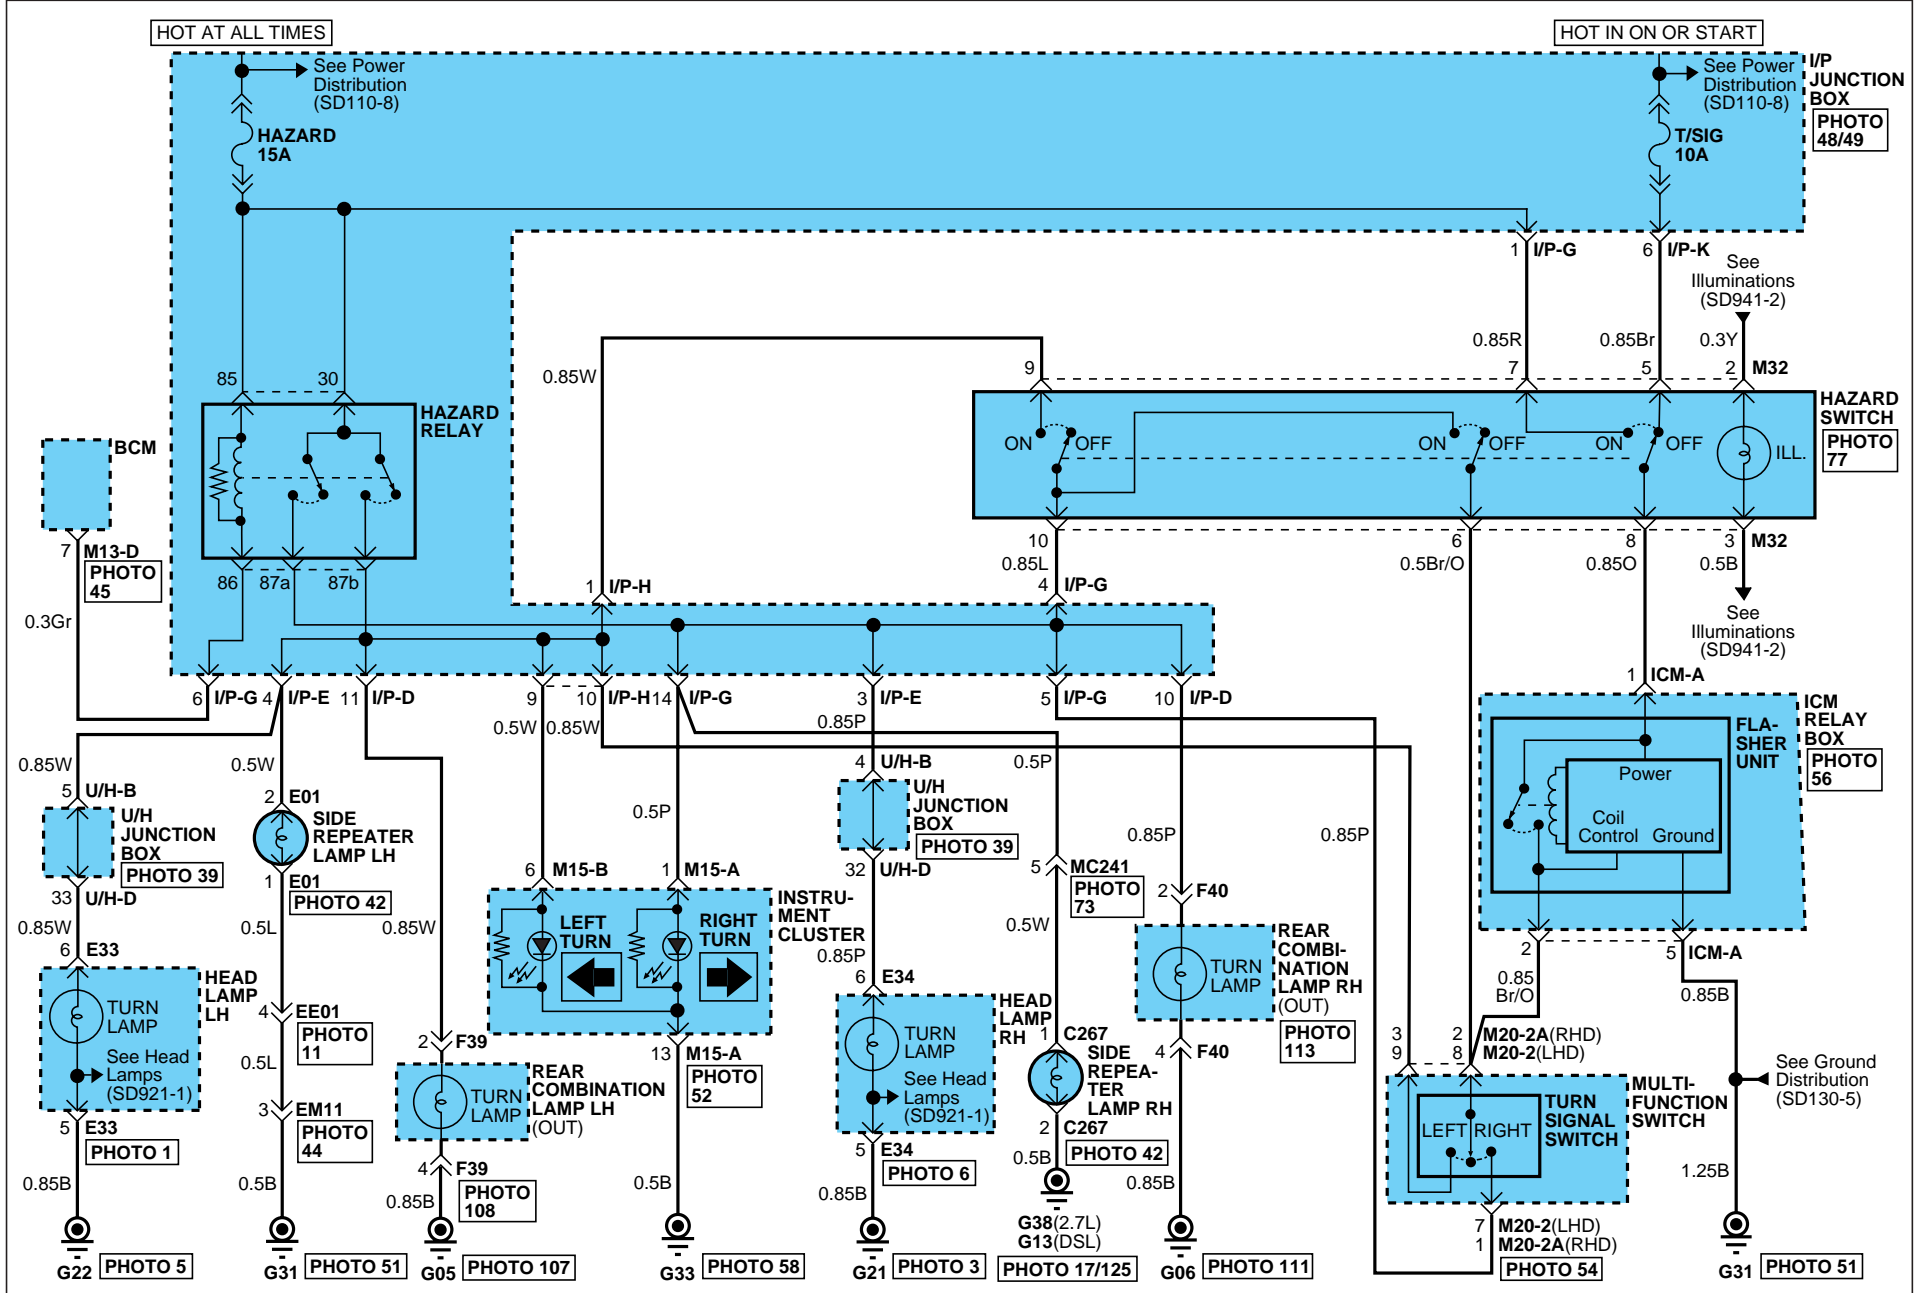 HOT AT ALL TIMES
HOT IN ON OR START
See Power
Distribution
(SD110-8)
HAZARD
15A
See Power
Distribution
(SD110-8)
T/SIG
10A
I/P
JUNCTION
BOX
PHOTO
48/49
1 I/P-G
6 I/P-K
See
Illuminations
(SD941-2)
0.85R
0.85Br
0.3Y
0.85W
9
7
5
2 M32
85
30
HAZARD
RELAY
HAZARD
SWITCH
PHOTO
77
ON OFF
ON OFF
ON OFF
ILL.
BCM
7 M13-D
PHOTO
45
0.3Gr
86 87a 87b
10
6
8
3 M32
0.85L
0.5Br/O
0.85O
0.5B
1 I/P-H
4 I/P-G
See
Illuminations
(SD941-2)
6 I/P-G
4 I/P-E
11 I/P-D
9
10 I/P-H
14 I/P-G
3 I/P-E
5 I/P-G
10 I/P-D
1 ICM-A
ICM
RELAY
BOX
PHOTO
56
FLA-
SHER
UNIT
Power
Coil
Control
Ground
0.85W
0.5W
0.5W
0.85W
0.85P
0.5P
0.5P
0.85P
0.85P
5 U/H-B
U/H
JUNCTION
BOX
PHOTO 39
33 U/H-D
0.85W
2 E01
SIDE
REPEATER
LAMP LH
1 E01
PHOTO 42
0.5L
0.85W
4 U/H-B
U/H
JUNCTION
BOX
PHOTO 39
32 U/H-D
0.85P
5 MC241
PHOTO
73
0.5W
2 F40
6 M15-B
1 M15-A
LEFT
TURN
RIGHT
TURN
INSTRU-
MENT
CLUSTER
13 M15-A
PHOTO
52
6 E33
HEAD
LAMP
LH
TURN
LAMP
See Head
Lamps
(SD921-1)
5 E33
PHOTO 1
0.85B
4 EE01
PHOTO
11
0.5L
3 EM11
PHOTO
44
0.5B
2 F39
REAR
COMBINATION
LAMP LH
(OUT)
TURN
LAMP
4 F39
PHOTO
108
0.85B
0.5B
6 E34
HEAD
LAMP
RH
TURN
LAMP
See Head
Lamps
(SD921-1)
5 E34
PHOTO 6
0.85B
1 C267
SIDE
REPEA-
TER
LAMP RH
2 C267
PHOTO 42
0.5B
REAR
COMBI-
NATION
LAMP RH
(OUT)
PHOTO
113
TURN
LAMP
4 F40
0.85B
2
5 ICM-A
0.85
Br/O
0.85B
3
9
2 M20-2A(RHD)
8 M20-2(LHD)
MULTI-
FUNCTION
SWITCH
TURN
SIGNAL
SWITCH
LEFT RIGHT
See Ground
Distribution
(SD130-5)
1.25B
7 M20-2(LHD)
1 M20-2A(RHD)
PHOTO 54
G22 PHOTO 5
G31 PHOTO 51
G05 PHOTO 107
G33 PHOTO 58
G21 PHOTO 3
G38(2.7L)
G13(DSL)
PHOTO 17/125
G06 PHOTO 111
G31 PHOTO 51